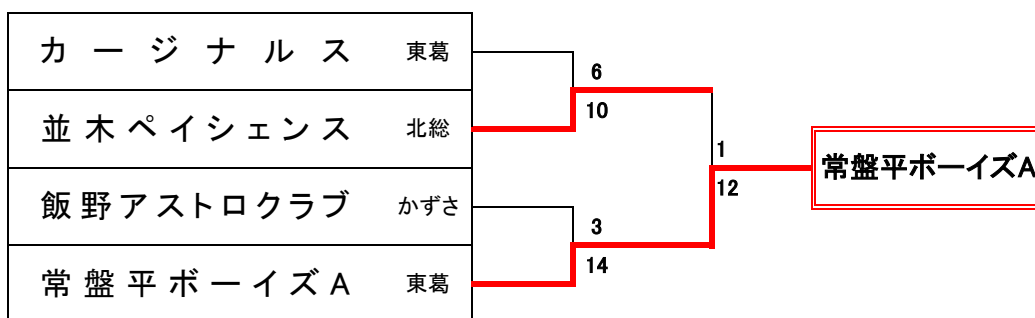 カージナルス 東葛
6
10
並木ペイシェンス 北総
1
常盤平ボーイズA
12
飯野アストロクラブ かずさ
3
14
常盤平ボーイズA 東葛